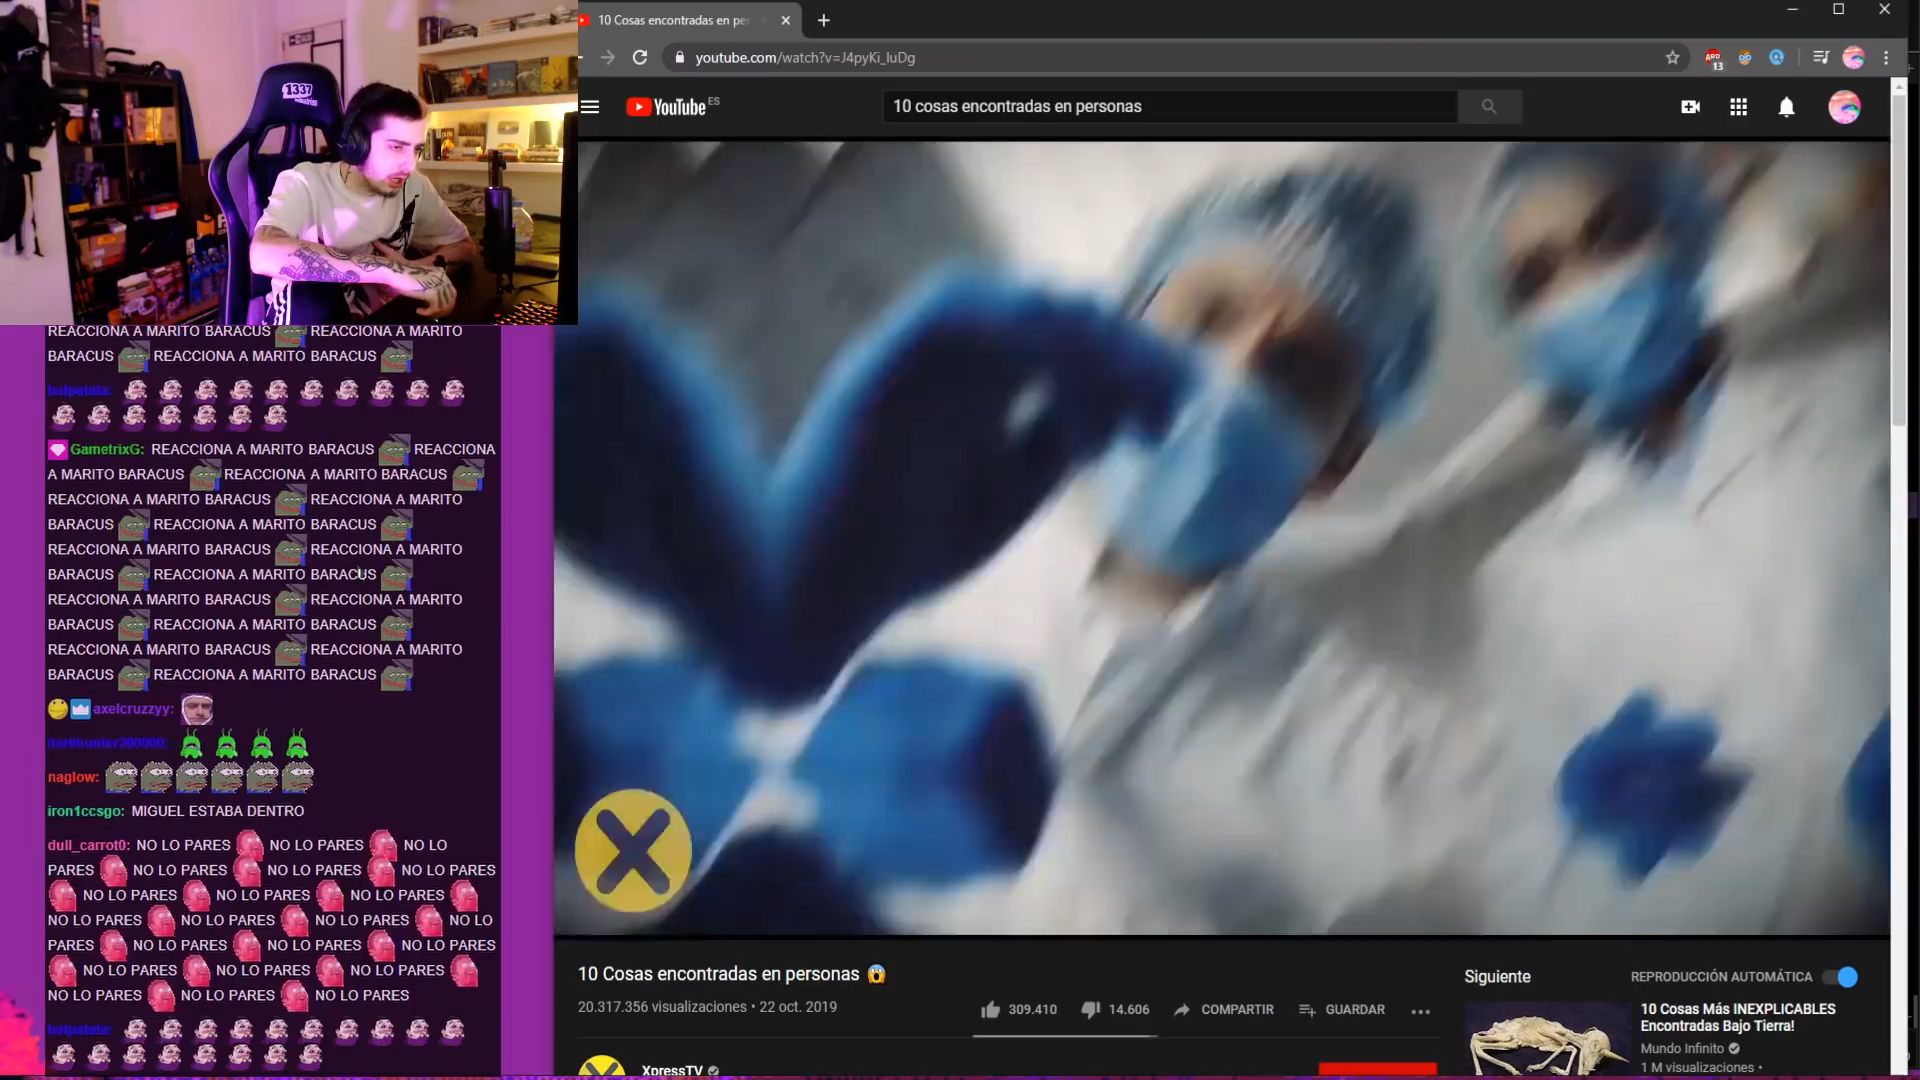 10 Cosas encontradas en per
youtube.com/watch?v=J4pyKi_IuDg
13
YouTube ES
10 cosas encontradas en personas
1337
REACCIONA A MARITO BARACUS REACCIONA A MARITO
BARACUS REACCIONA A MARITO BARACUS
GametrixG: REACCIONA A MARITO BARACUS REACCIONA
A MARITO BARACUS REACCIONA A MARITO BARACUS
REACCIONA A MARITO BARACUS REACCIONA A MARITO
BARACUS REACCIONA A MARITO BARACUS
REACCIONA A MARITO BARACUS REACCIONA A MARITO
BARACUS REACCIONA A MARITO BARACUS
REACCIONA A MARITO BARACUS REACCIONA A MARITO
BARACUS REACCIONA A MARITO BARACUS
REACCIONA A MARITO BARACUS REACCIONA A MARITO
BARACUS REACCIONA A MARITO BARACUS
axelcruzzyy:
darkhunter200000:
naglow:
iron1ccsgo: MIGUEL ESTABA DENTRO
dull_carrot0: NO LO PARES NO LO PARES NO LO
PARES NO LO PARES NO LO PARES NO LO PARES
NO LO PARES NO LO PARES NO LO PARES
NO LO PARES NO LO PARES NO LO PARES NO LO
PARES NO LO PARES NO LO PARES NO LO PARES
NO LO PARES NO LO PARES NO LO PARES
NO LO PARES NO LO PARES NO LO PARES
10 Cosas encontradas en personas
20.317.356 visualizaciones • 22 oct. 2019
309.410
14.606
COMPARTIR
GUARDAR
XpressTV
Siguiente
REPRODUCCIÓN AUTOMÁTICA
10 Cosas Más INEXPLICABLES
Encontradas Bajo Tierra!
Mundo Infinito
1 M visualizaciones •